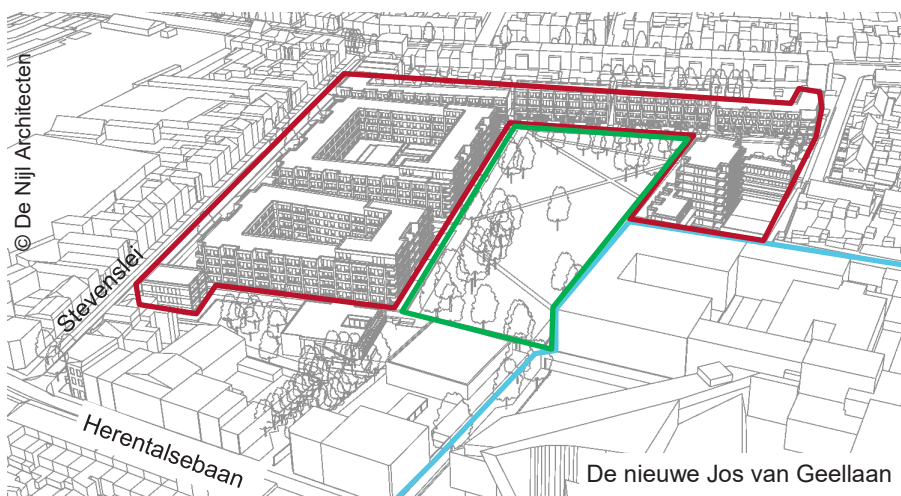 © De Nijl Architecten
Stevenslei
Herentalsebaan
De nieuwe Jos van Geellaan